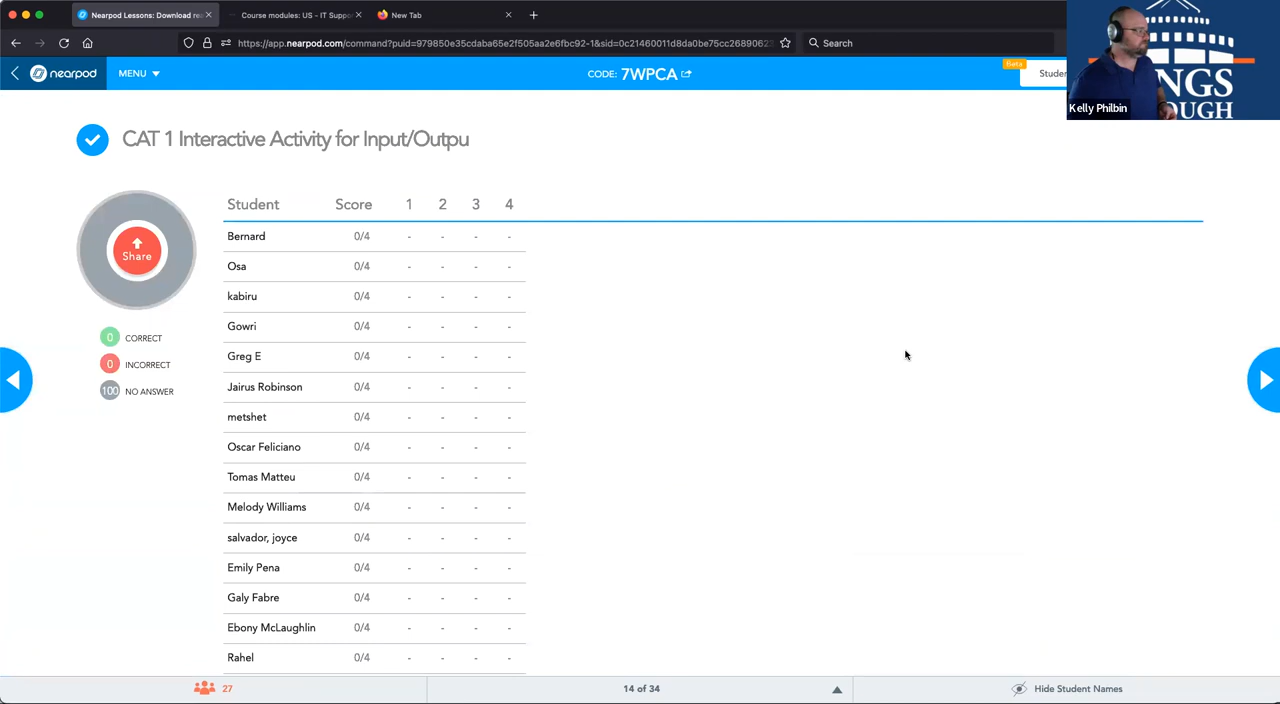 Nearpod Lessons: Download re
Course modules: US - IT Suppo
New Tab
https://app.nearpod.com/command?puid=979850e35cdaba65e2f505aa2e6fbc92-1&sid=0c21460011d8da0be75cc2689062
Search
nearpod
MENU
CODE: 7WPCA
Beta
Studen
NGS
OUGH
Kelly Philbin
CAT 1 Interactive Activity for Input/Outpu
Share
0 CORRECT
0 INCORRECT
100 NO ANSWER
Student Score 1 2 3 4
Bernard 0/4 - - - -
Osa 0/4 - - - -
kabiru 0/4 - - - -
Gowri 0/4 - - - -
Greg E 0/4 - - - -
Jairus Robinson 0/4 - - - -
metshet 0/4 - - - -
Oscar Feliciano 0/4 - - - -
Tomas Matteu 0/4 - - - -
Melody Williams 0/4 - - - -
salvador, joyce 0/4 - - - -
Emily Pena 0/4 - - - -
Galy Fabre 0/4 - - - -
Ebony McLaughlin 0/4 - - - -
Rahel 0/4 - - - -
27
14 of 34
Hide Student Names